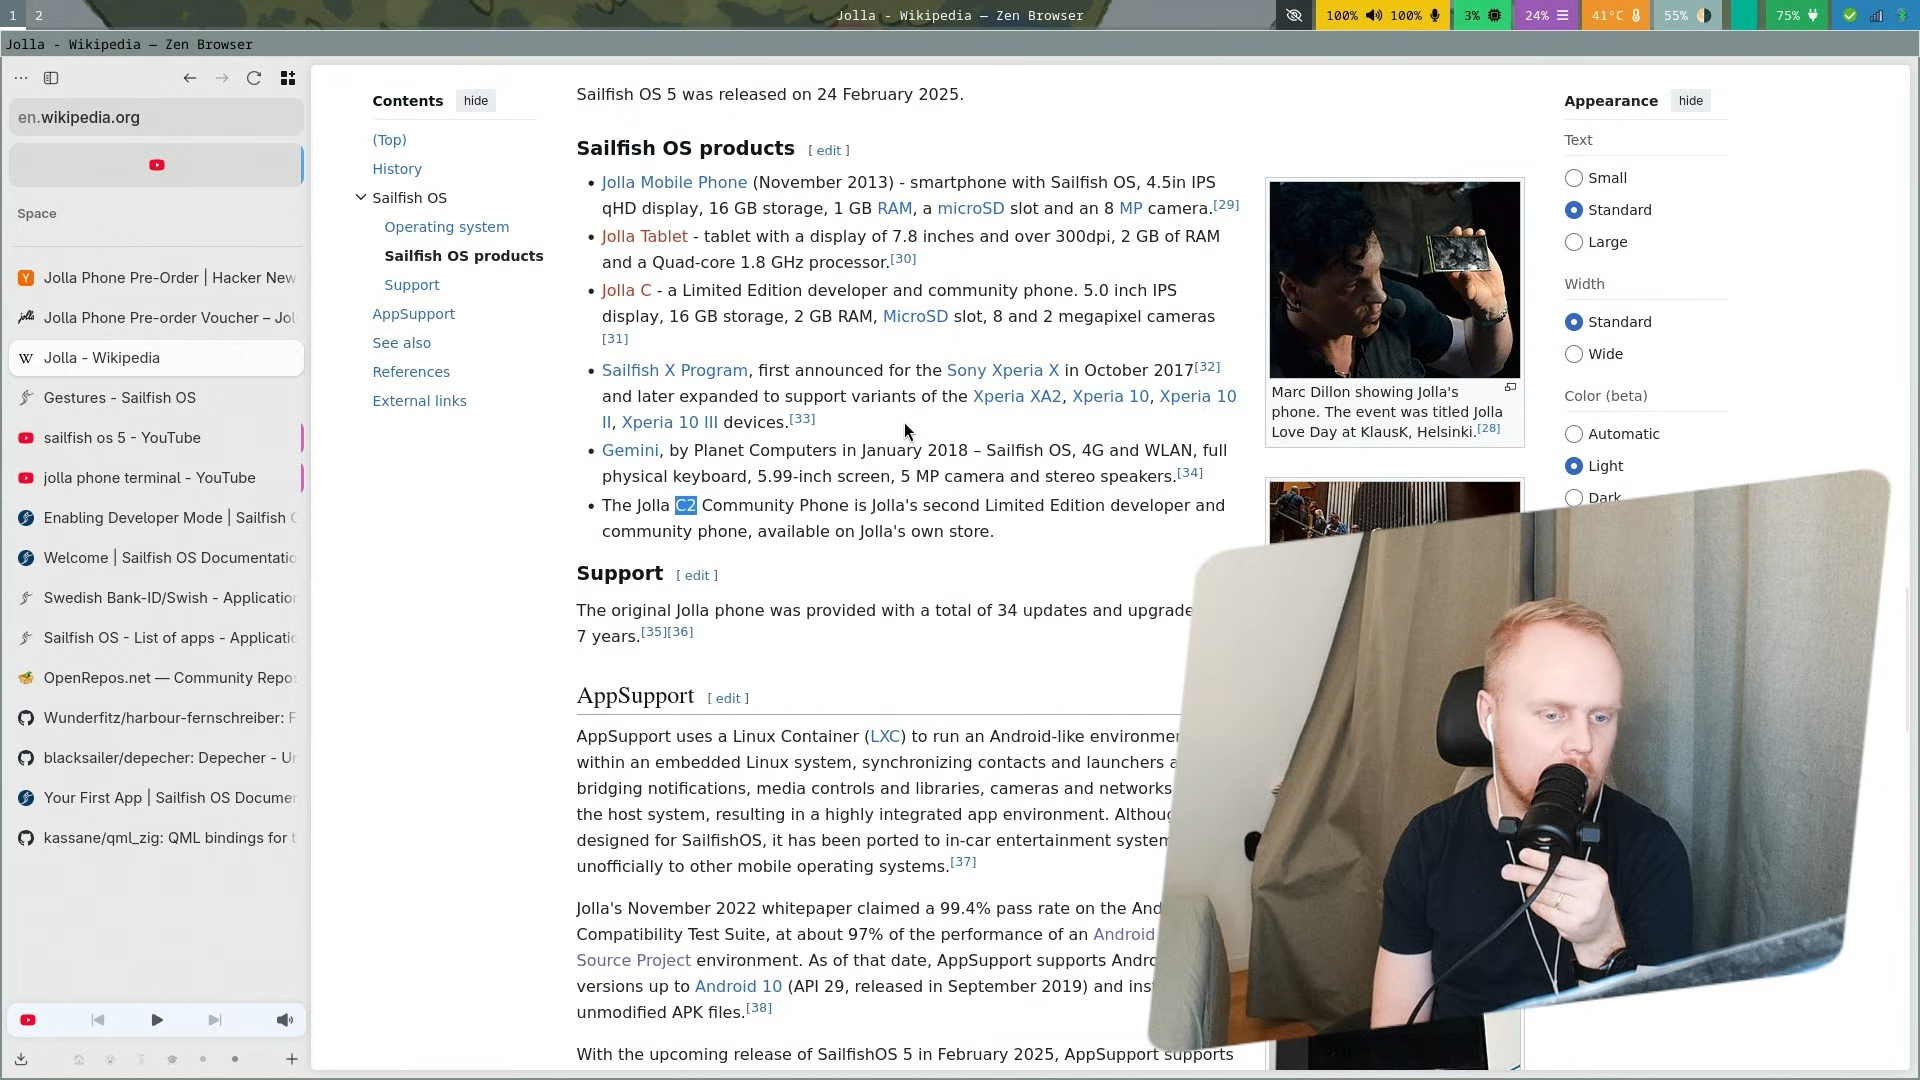 1 2
Jolla - Wikipedia — Zen Browser
100% 100% 3% 24% 41°C 55% 75%
Jolla - Wikipedia — Zen Browser
en.wikipedia.org
Space
Jolla Phone Pre-Order | Hacker New
Jolla Phone Pre-order Voucher – Jol
Jolla - Wikipedia
Gestures - Sailfish OS
sailfish os 5 - YouTube
jolla phone terminal - YouTube
Enabling Developer Mode | Sailfish O
Welcome | Sailfish OS Documentatio
Swedish Bank-ID/Swish - Application
Sailfish OS - List of apps - Applicatio
OpenRepos.net — Community Repos
Wunderfitz/harbour-fernschreiber: F
blacksailer/depecher: Depecher - Un
Your First App | Sailfish OS Documen
kassane/qml_zig: QML bindings for t
Contents hide
(Top)
History
Sailfish OS
Operating system
Sailfish OS products
Support
AppSupport
See also
References
External links
Sailfish OS 5 was released on 24 February 2025.
Sailfish OS products [ edit ]
• Jolla Mobile Phone (November 2013) - smartphone with Sailfish OS, 4.5in IPS
qHD display, 16 GB storage, 1 GB RAM, a microSD slot and an 8 MP camera.[29]
• Jolla Tablet - tablet with a display of 7.8 inches and over 300dpi, 2 GB of RAM
and a Quad-core 1.8 GHz processor.[30]
• Jolla C - a Limited Edition developer and community phone. 5.0 inch IPS
display, 16 GB storage, 2 GB RAM, MicroSD slot, 8 and 2 megapixel cameras
[31]
• Sailfish X Program, first announced for the Sony Xperia X in October 2017[32]
and later expanded to support variants of the Xperia XA2, Xperia 10, Xperia 10
II, Xperia 10 III devices.[33]
• Gemini, by Planet Computers in January 2018 – Sailfish OS, 4G and WLAN, full
physical keyboard, 5.99-inch screen, 5 MP camera and stereo speakers.[34]
• The Jolla C2 Community Phone is Jolla's second Limited Edition developer and
community phone, available on Jolla's own store.
Support [ edit ]
The original Jolla phone was provided with a total of 34 updates and upgrade
7 years.[35][36]
AppSupport [ edit ]
AppSupport uses a Linux Container (LXC) to run an Android-like environmen
within an embedded Linux system, synchronizing contacts and launchers a
bridging notifications, media controls and libraries, cameras and networks
the host system, resulting in a highly integrated app environment. Althoug
designed for SailfishOS, it has been ported to in-car entertainment system
unofficially to other mobile operating systems.[37]
Jolla's November 2022 whitepaper claimed a 99.4% pass rate on the And
Compatibility Test Suite, at about 97% of the performance of an Android
Source Project environment. As of that date, AppSupport supports Andro
versions up to Android 10 (API 29, released in September 2019) and ins
unmodified APK files.[38]
With the upcoming release of SailfishOS 5 in February 2025, AppSupport supports
Marc Dillon showing Jolla's
phone. The event was titled Jolla
Love Day at KlausK, Helsinki.[28]
Appearance hide
Text
Small
Standard
Large
Width
Standard
Wide
Color (beta)
Automatic
Light
Dark